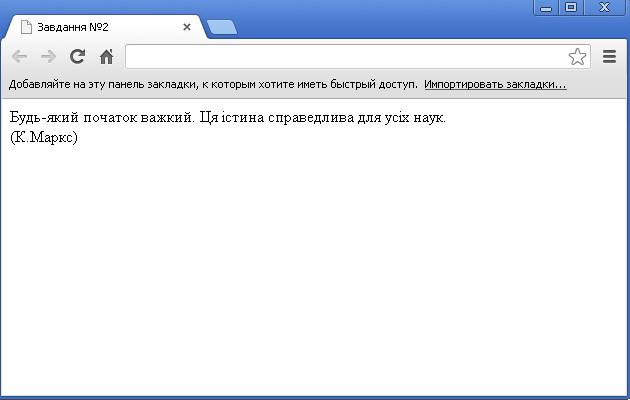 Завдання №2
Добавляйте на эту панель закладки, к которым хотите иметь быстрый доступ. Импортировать закладки...
Будь-який початок важкий. Ця істина справедлива для усіх наук.
(К.Маркс)